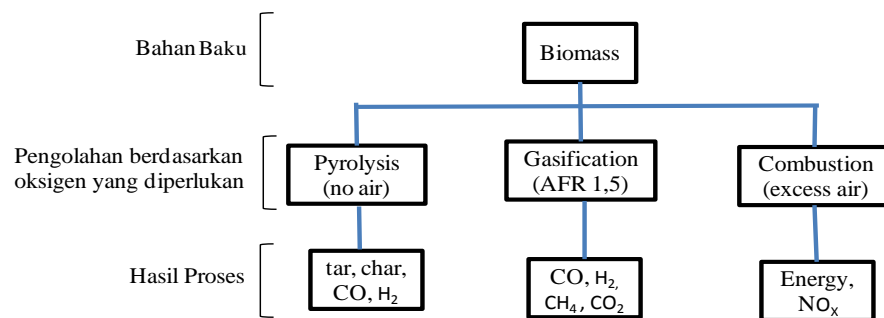 Bahan Baku
Biomass
Pengolahan berdasarkan
oksigen yang diperlukan
Pyrolysis
(no air)
Gasification
(AFR 1,5)
Combustion
(excess air)
Hasil Proses
tar, char,
CO, H₂
CO, H₂,
CH₄ , CO₂
Energy,
NOₓ